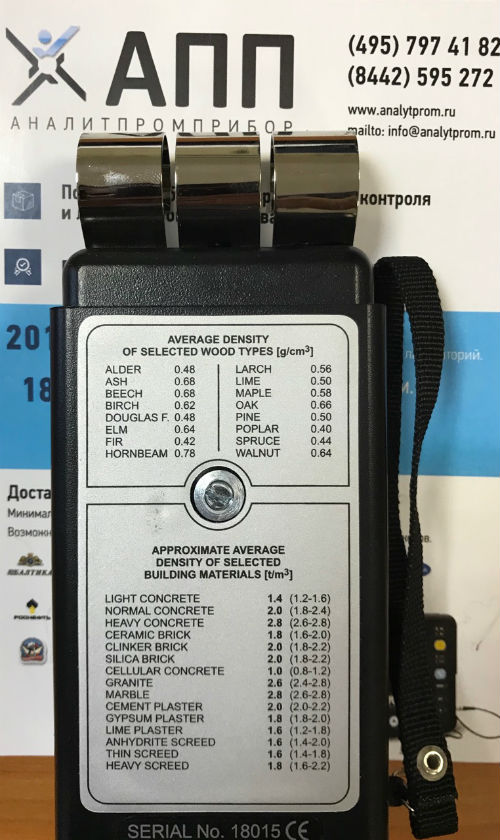 АПП
АНАЛИТПРОМПРИБОР
(495) 797 41 82
(8442) 595 272
www.analytprom.ru
mailto: info@analytprom.ru
контроля
и
201
18
Доста
Минимал
Возможн
БАЛТИКА
РОСНЕФТЬ
AVERAGE DENSITY
OF SELECTED WOOD TYPES [g/cm³]
ALDER 0.48 LARCH 0.56
ASH 0.68 LIME 0.50
BEECH 0.68 MAPLE 0.58
BIRCH 0.62 OAK 0.66
DOUGLAS F. 0.48 PINE 0.50
ELM 0.64 POPLAR 0.40
FIR 0.42 SPRUCE 0.44
HORNBEAM 0.78 WALNUT 0.64
APPROXIMATE AVERAGE
DENSITY OF SELECTED
BUILDING MATERIALS [t/m³]
LIGHT CONCRETE 1.4 (1.2-1.6)
NORMAL CONCRETE 2.0 (1.8-2.4)
HEAVY CONCRETE 2.8 (2.6-2.8)
CERAMIC BRICK 1.8 (1.6-2.0)
CLINKER BRICK 2.0 (1.8-2.2)
SILICA BRICK 2.0 (1.8-2.2)
CELLULAR CONCRETE 1.0 (0.8-1.2)
GRANITE 2.6 (2.4-2.8)
MARBLE 2.8 (2.6-2.8)
CEMENT PLASTER 2.0 (2.0-2.2)
GYPSUM PLASTER 1.8 (1.8-2.0)
LIME PLASTER 1.6 (1.2-1.8)
ANHYDRITE SCREED 1.6 (1.4-2.0)
THIN SCREED 1.6 (1.4-1.8)
HEAVY SCREED 1.8 (1.6-2.2)
SERIAL No. 18015 CE